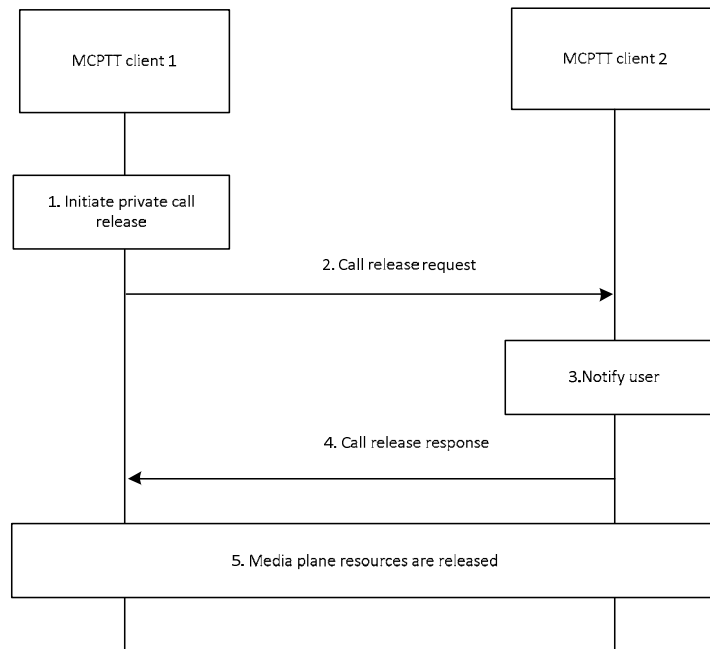 MCPTT client 1
MCPTT client 2
1. Initiate private call
release
2. Call release request
3.Notify user
4. Call release response
5. Media plane resources are released